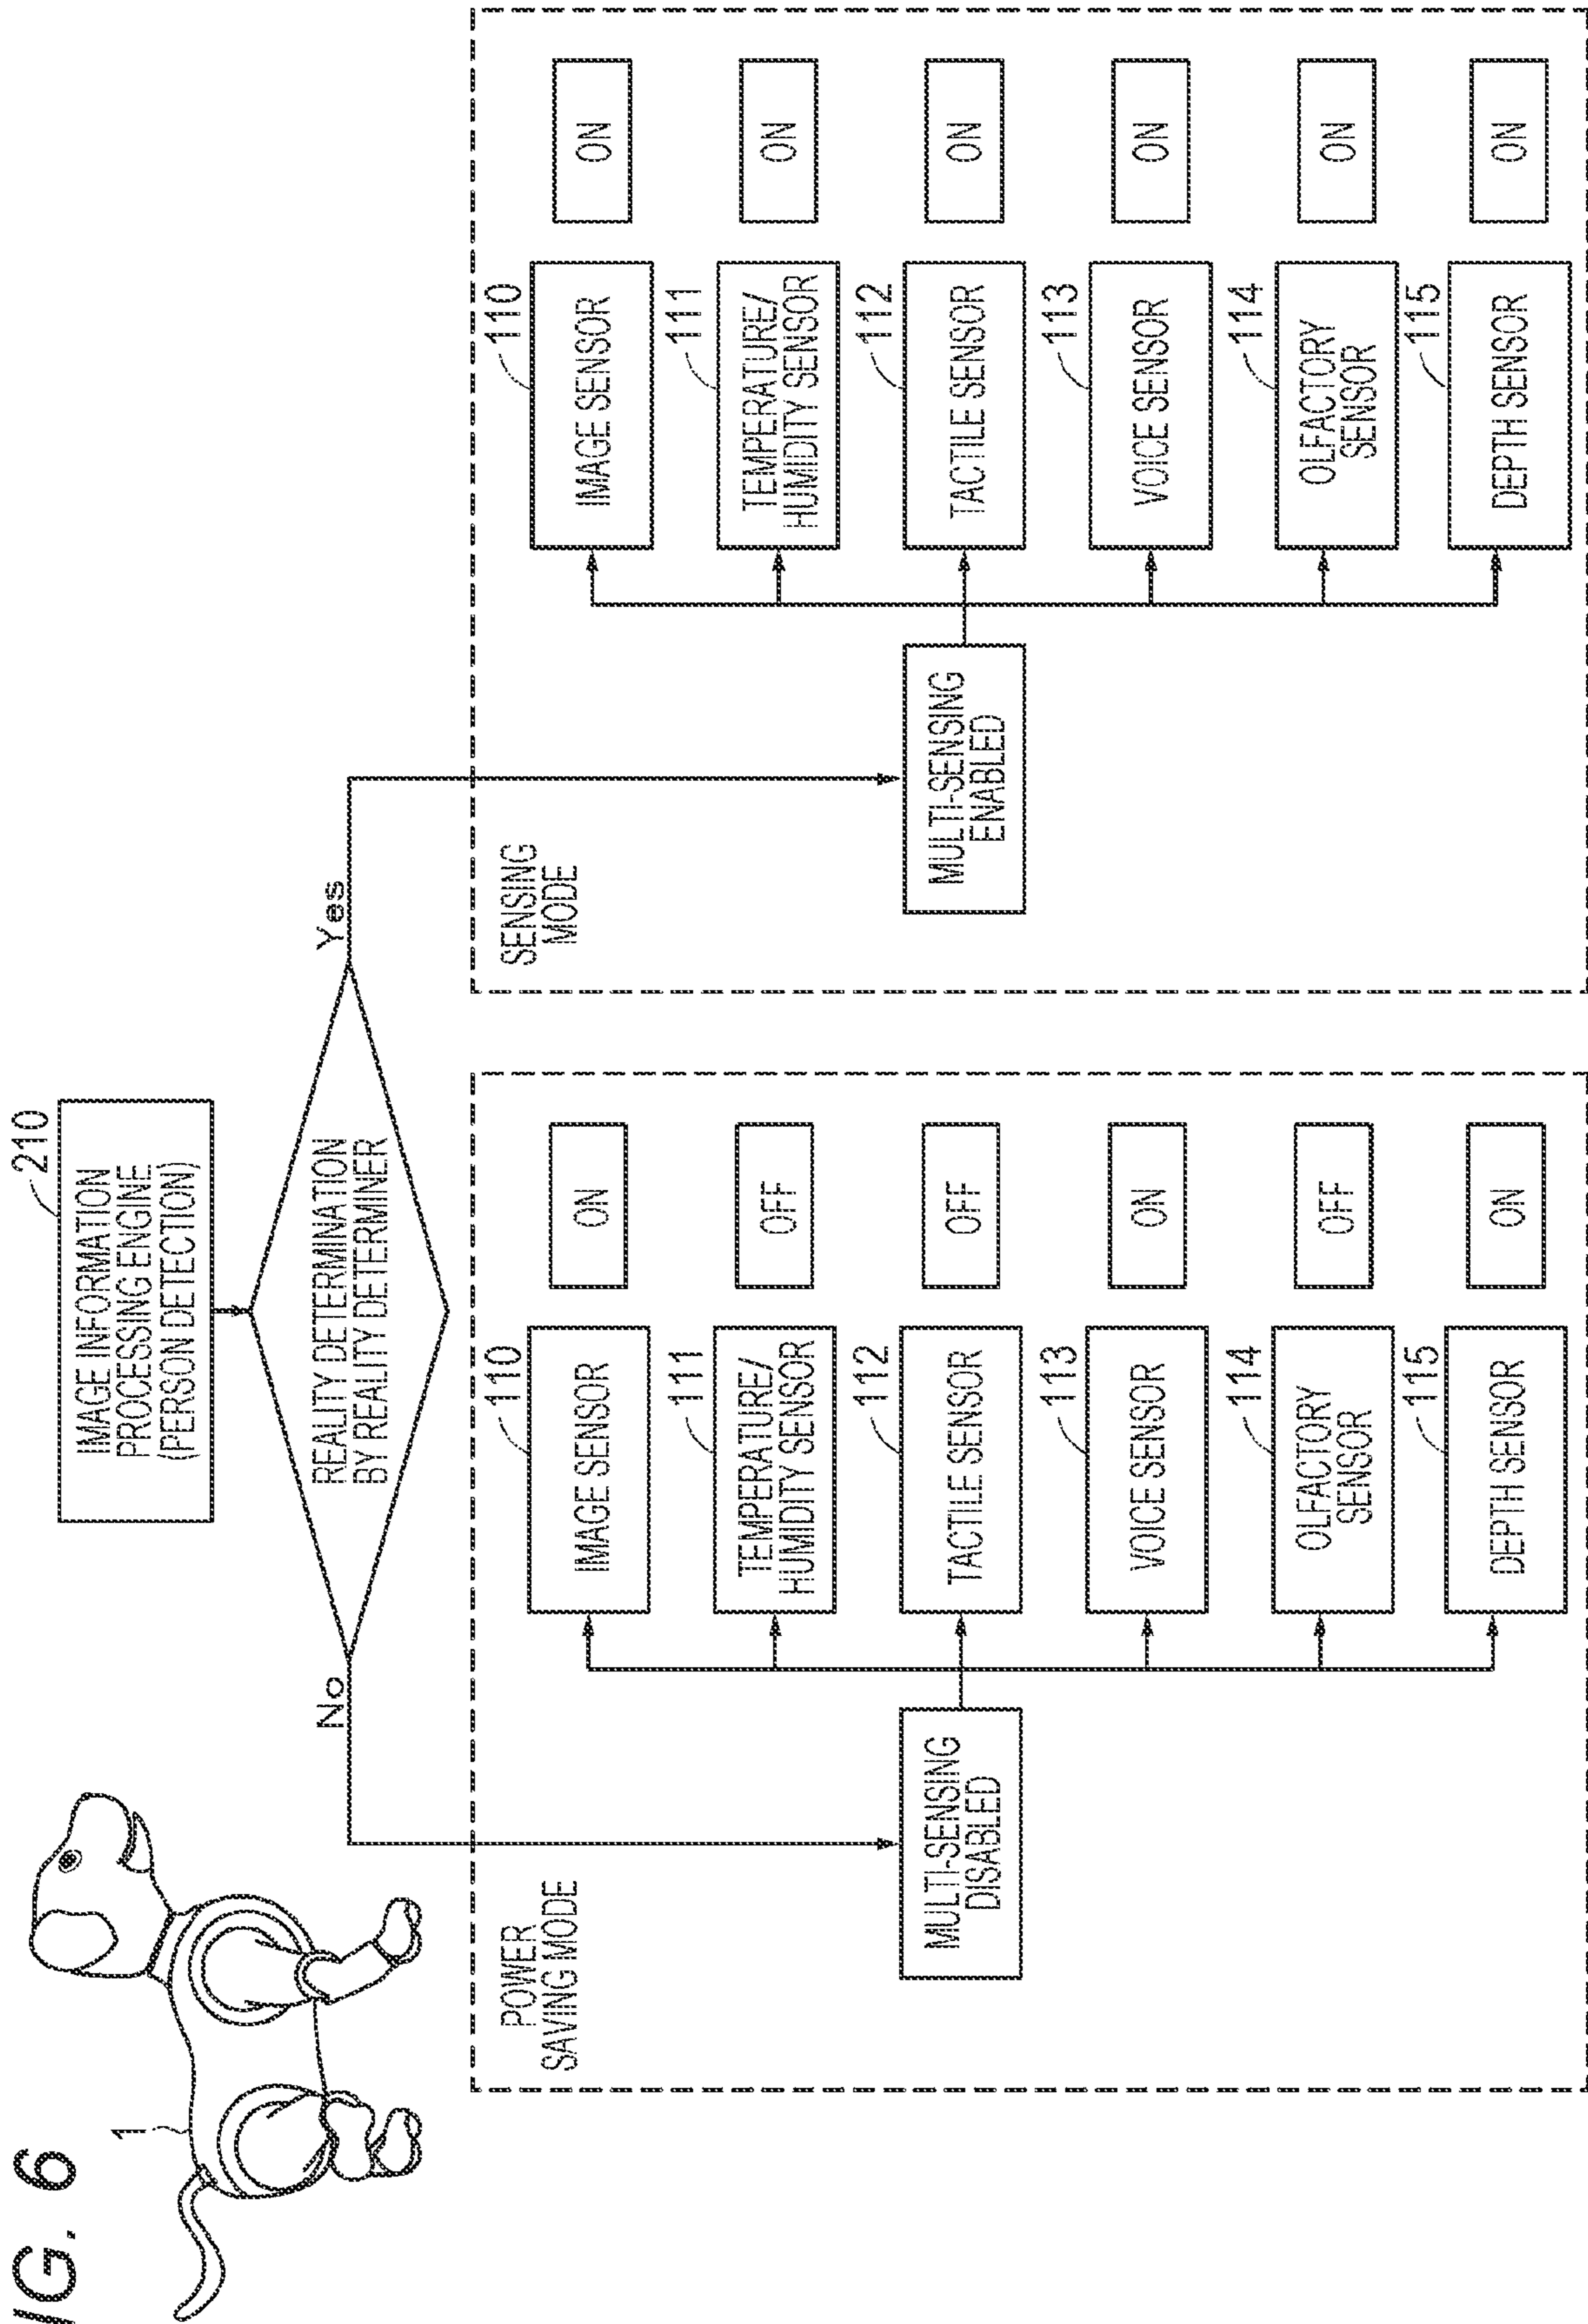 IG. 6
1
210
IMAGE INFORMATION
PROCESSING ENGINE
(PERSON DETECTION)
REALITY DETERMINATION
BY REALITY DETERMINER
No
Yes
POWER
SAVING MODE
MULTI-SENSING
DISABLED
110
IMAGE SENSOR
ON
111
TEMPERATURE/
HUMIDITY SENSOR
OFF
112
TACTILE SENSOR
OFF
113
VOICE SENSOR
ON
114
OLFACTORY
SENSOR
OFF
115
DEPTH SENSOR
ON
SENSING
MODE
MULTI-SENSING
ENABLED
110
IMAGE SENSOR
ON
111
TEMPERATURE/
HUMIDITY SENSOR
ON
112
TACTILE SENSOR
ON
113
VOICE SENSOR
ON
114
OLFACTORY
SENSOR
ON
115
DEPTH SENSOR
ON